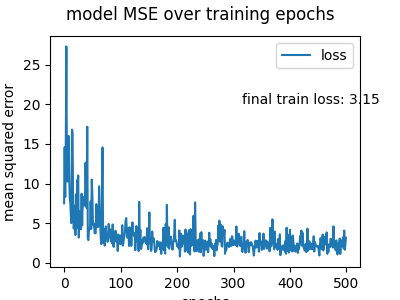 model MSE over training epochs
loss
final train loss: 3.15
mean squared error
25
20
15
10
5
0
0 100 200 300 400 500
epochs